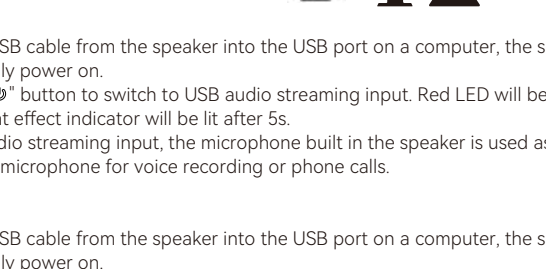 SB cable from the speaker into the USB port on a computer, the s
ly power on.
" button to switch to USB audio streaming input. Red LED will be
t effect indicator will be lit after 5s.
dio streaming input, the microphone built in the speaker is used as
microphone for voice recording or phone calls.
SB cable from the speaker into the USB port on a computer, the s
ly power on.